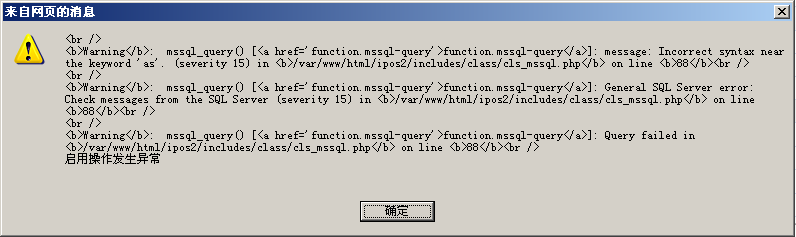 来自网页的消息
<br />
<b>Warning</b>:  mssql_query() [<a href='function.mssql-query'>function.mssql-query</a>]: message: Incorrect syntax near
the keyword 'as'. (severity 15) in <b>/var/www/html/ipos2/includes/class/cls_mssql.php</b> on line <b>88</b><br />
<br />
<b>Warning</b>:  mssql_query() [<a href='function.mssql-query'>function.mssql-query</a>]: General SQL Server error:
Check messages from the SQL Server (severity 15) in <b>/var/www/html/ipos2/includes/class/cls_mssql.php</b> on line
<b>88</b><br />
<br />
<b>Warning</b>:  mssql_query() [<a href='function.mssql-query'>function.mssql-query</a>]: Query failed in
<b>/var/www/html/ipos2/includes/class/cls_mssql.php</b> on line <b>88</b><br />
启用操作发生异常
确定